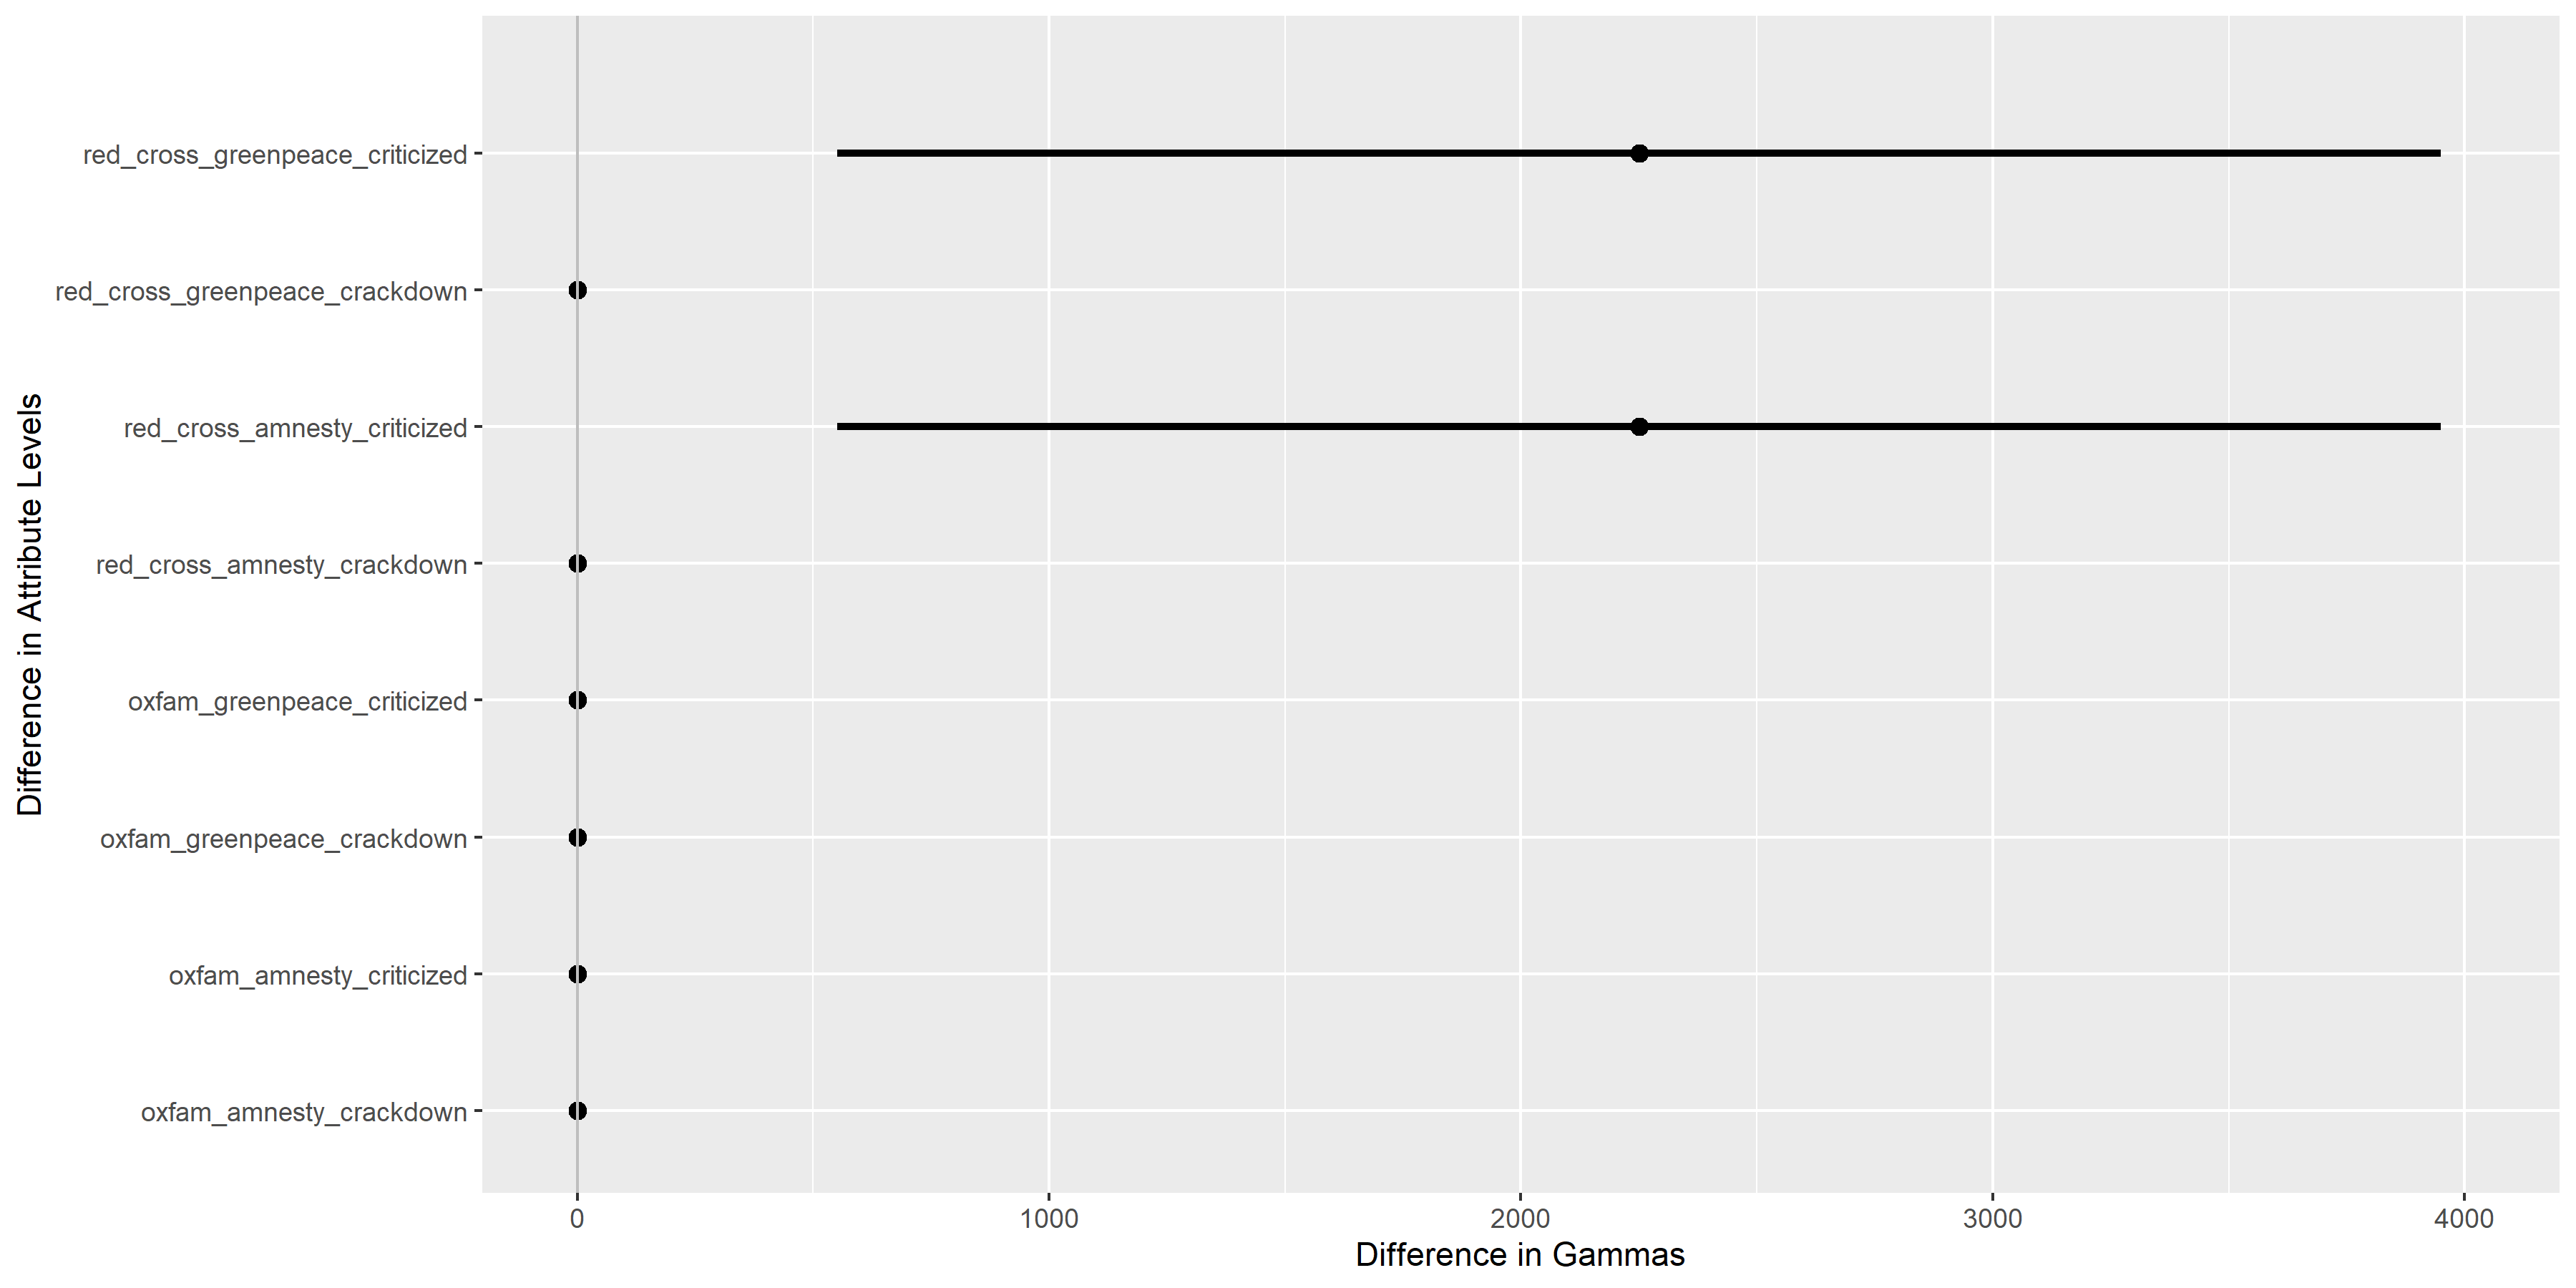 Difference in Attribute Levels
red_cross_greenpeace_criticized
red_cross_greenpeace_crackdown
red_cross_amnesty_criticized
red_cross_amnesty_crackdown
oxfam_greenpeace_criticized
oxfam_greenpeace_crackdown
oxfam_amnesty_criticized
oxfam_amnesty_crackdown
0 1000 2000 3000 4000
Difference in Gammas